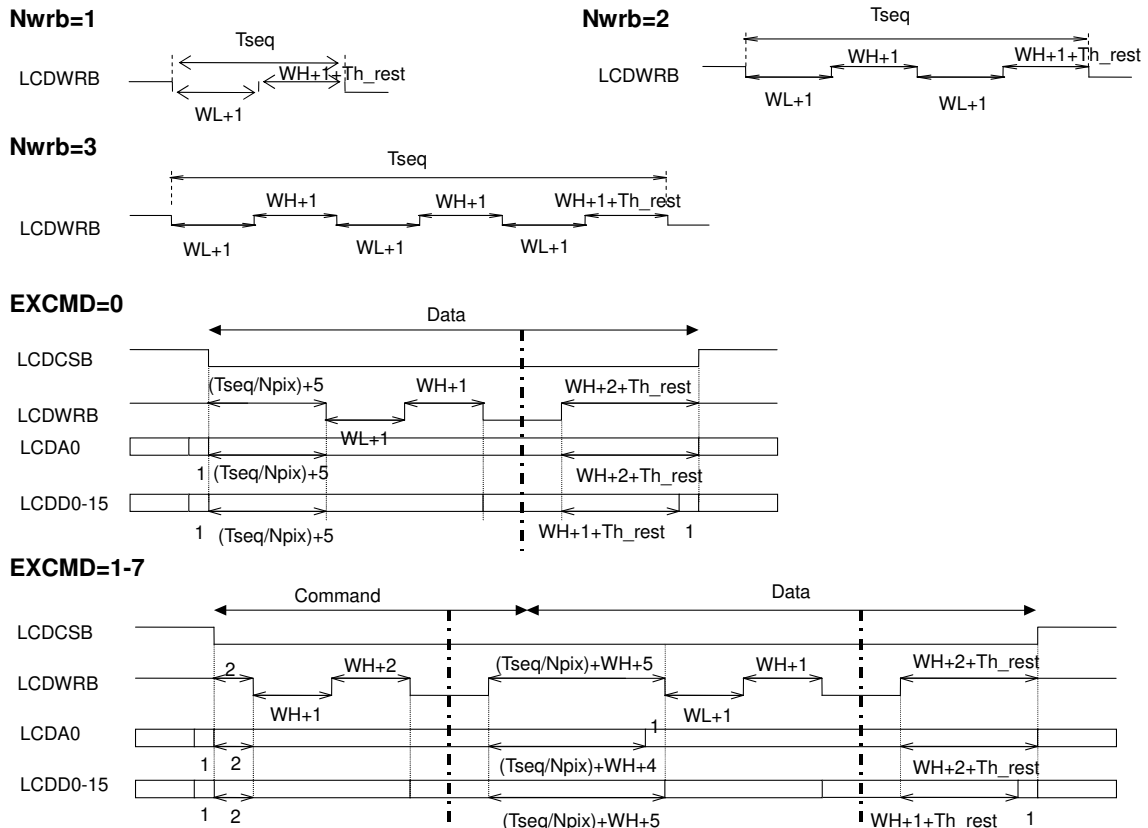 Nwrb=1
Tseq
LCDWRB
WH+1+Th_rest
WL+1
Nwrb=2
Tseq
LCDWRB
WH+1
WH+1+Th_rest
WL+1
WL+1
Nwrb=3
Tseq
LCDWRB
WH+1
WH+1
WH+1+Th_rest
WL+1
WL+1
WL+1
EXCMD=0
Data
LCDCSB
(Tseq/Npix)+5
WH+1
WH+2+Th_rest
LCDWRB
WL+1
LCDA0
1
(Tseq/Npix)+5
WH+2+Th_rest
LCDD0-15
1
(Tseq/Npix)+5
WH+1+Th_rest
1
EXCMD=1-7
Command
Data
LCDCSB
2
WH+2
(Tseq/Npix)+WH+5
WH+1
WH+2+Th_rest
LCDWRB
WH+1
WL+1
LCDA0
1
1
2
(Tseq/Npix)+WH+4
WH+2+Th_rest
LCDD0-15
1
2
(Tseq/Npix)+WH+5
WH+1+Th_rest
1